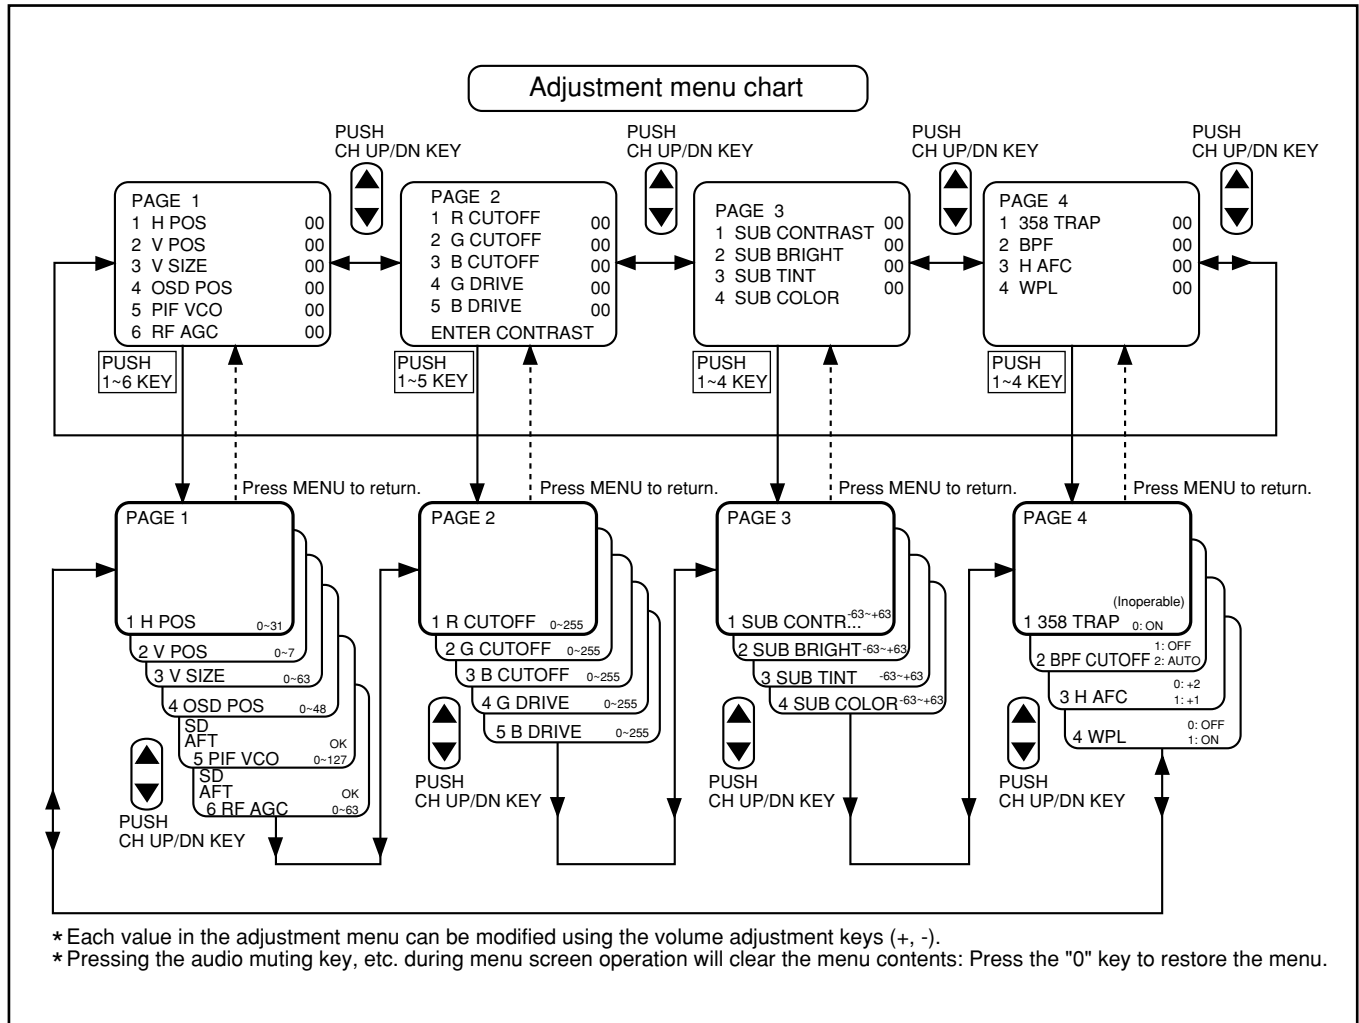 Adjustment menu chart
PUSH
CH UP/DN KEY
PUSH
CH UP/DN KEY
PUSH
CH UP/DN KEY
PUSH
CH UP/DN KEY
PAGE 1
1 H POS 00
2 V POS 00
3 V SIZE 00
4 OSD POS 00
5 PIF VCO 00
6 RF AGC 00
PAGE 2
1 R CUTOFF 00
2 G CUTOFF 00
3 B CUTOFF 00
4 G DRIVE 00
5 B DRIVE 00
ENTER CONTRAST
PAGE 3
1 SUB CONTRAST 00
2 SUB BRIGHT 00
3 SUB TINT 00
4 SUB COLOR 00
PAGE 4
1 358 TRAP 00
2 BPF 00
3 H AFC 00
4 WPL 00
PUSH
1~6 KEY
PUSH
1~5 KEY
PUSH
1~4 KEY
PUSH
1~4 KEY
Press MENU to return.
Press MENU to return.
Press MENU to return.
Press MENU to return.
PAGE 1
1 H POS 0~31
2 V POS 0~7
3 V SIZE 0~63
4 OSD POS 0~48
SD
AFT OK
5 PIF VCO 0~127
SD
AFT OK
6 RF AGC 0~63
PUSH
CH UP/DN KEY
PAGE 2
1 R CUTOFF 0~255
2 G CUTOFF 0~255
3 B CUTOFF 0~255
4 G DRIVE 0~255
5 B DRIVE 0~255
PUSH
CH UP/DN KEY
PAGE 3
1 SUB CONTR... -63~+63
2 SUB BRIGHT -63~+63
3 SUB TINT -63~+63
4 SUB COLOR -63~+63
PUSH
CH UP/DN KEY
PAGE 4
(Inoperable)
1 358 TRAP 0: ON
1: OFF
2 BPF CUTOFF 2: AUTO
0: +2
3 H AFC 1: +1
0: OFF
4 WPL 1: ON
PUSH
CH UP/DN KEY
* Each value in the adjustment menu can be modified using the volume adjustment keys (+, -).
* Pressing the audio muting key, etc. during menu screen operation will clear the menu contents: Press the "0" key to restore the menu.